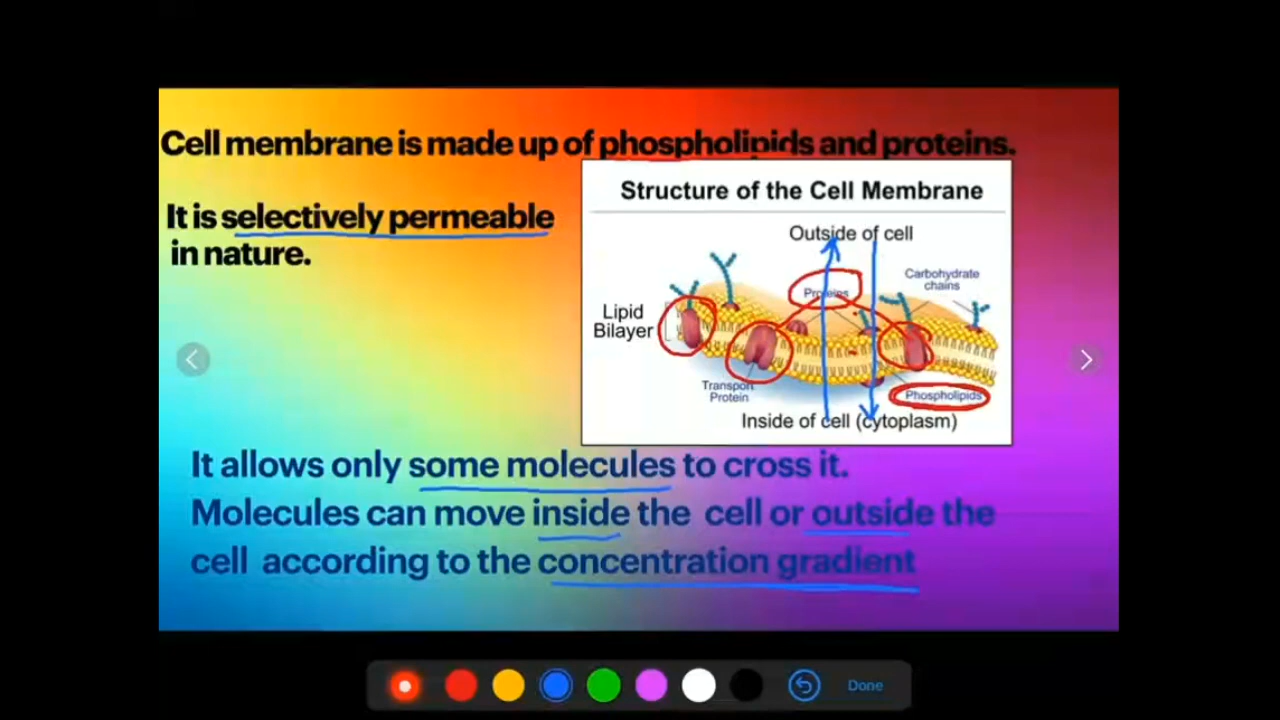 Cell membrane is made up of phospholipids and proteins.
It is selectively permeable
in nature.
Structure of the Cell Membrane
Outside of cell
Carbohydrate
chains
Proteins
Lipid
Bilayer
Transport
Protein
Phospholipids
Inside of cell (cytoplasm)
It allows only some molecules to cross it.
Molecules can move inside the cell or outside the
cell according to the concentration gradient
Done